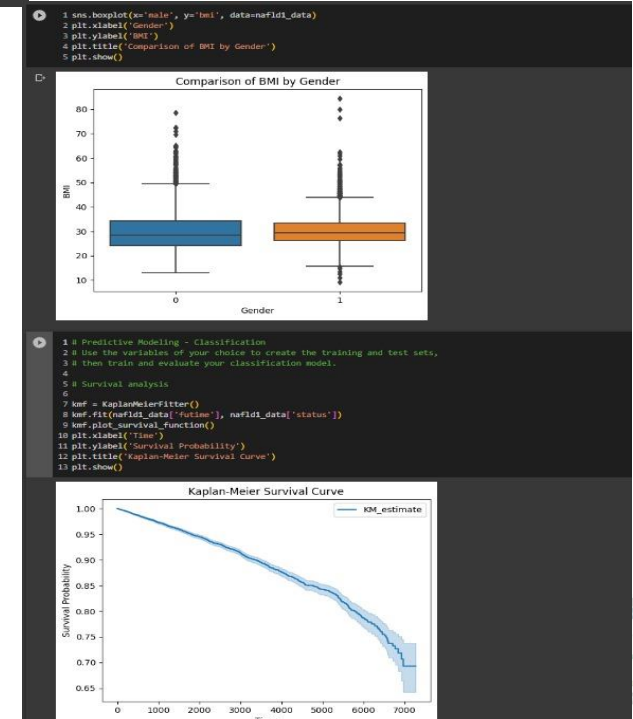 1 sns.boxplot(x='male', y='bmi', data=nafld1_data)
2 plt.xlabel('Gender')
3 plt.ylabel('BMI')
4 plt.title('Comparison of BMI by Gender')
5 plt.show()
Comparison of BMI by Gender
80
70
60
50
40
30
20
10
BMI
0 1
Gender
1 # Predictive Modeling - Classification
2 # Use the variables of your choice to create the training and test sets,
3 # then train and evaluate your classification model.
4
5 # Survival analysis
6
7 kmf = KaplanMeierFitter()
8 kmf.fit(nafld1_data['futime'], nafld1_data['status'])
9 kmf.plot_survival_function()
10 plt.xlabel('Time')
11 plt.ylabel('Survival Probability')
12 plt.title('Kaplan-Meier Survival Curve')
13 plt.show()
Kaplan-Meier Survival Curve
KM_estimate
1.00
0.95
0.90
0.85
0.80
0.75
0.70
0.65
Survival Probability
0 1000 2000 3000 4000 5000 6000 7000